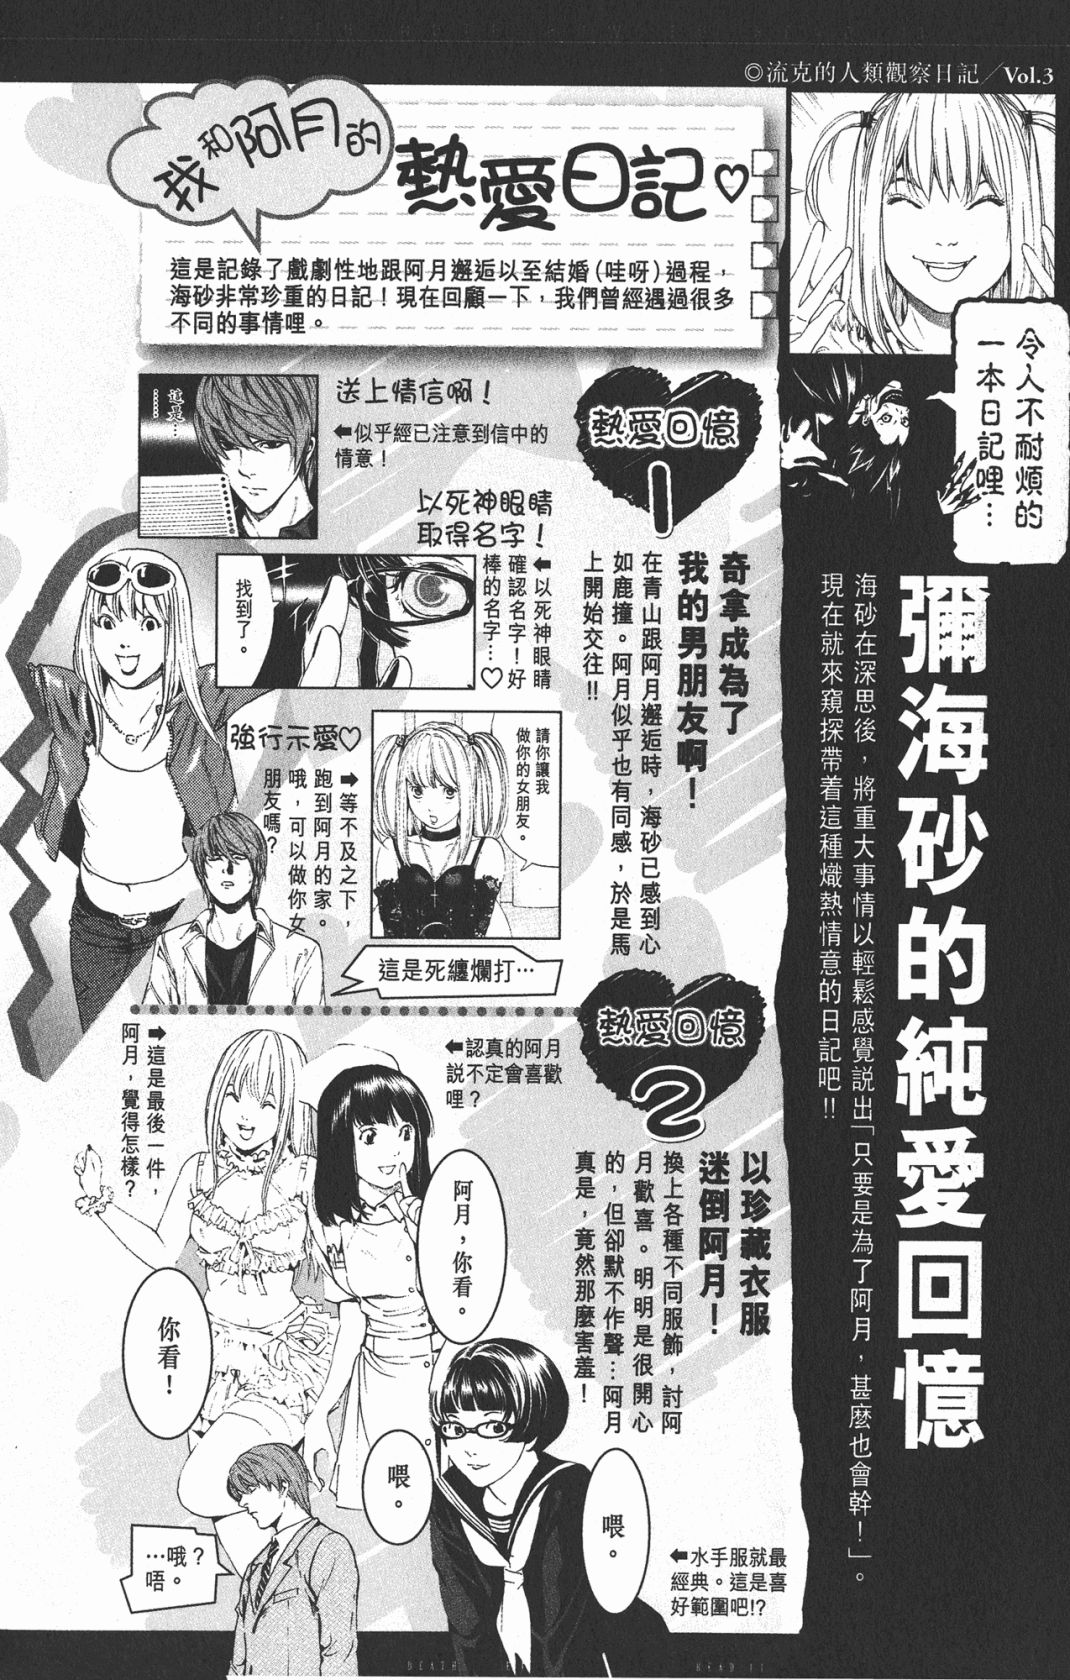 ◎流克的人類觀察日記／Vol.3
令人不耐煩的
一本日記哩…
彌海砂的純愛回憶
海砂在深思後，將重大事情以輕鬆感覺說出「只要是為了阿月，甚麼也會幹！」。
現在就來窺探帶着這種熾熱情意的日記吧!!
我和阿月的
熱愛日記♡
這是記錄了戲劇性地跟阿月邂逅以至結婚(哇呀)過程，
海砂非常珍重的日記！現在回顧一下，我們曾經遇過很多
不同的事情哩。
熱愛回憶
1
奇拿成為了
我的男朋友啊！
在青山跟阿月邂逅時，海砂已感到心
如鹿撞。阿月似乎也有同感，於是馬
上開始交往!!
送上情信啊！
⬅似乎經已注意到信中的
情意！
這是…
……
以死神眼睛
取得名字！
⬅以死神眼睛
確認名字！好
棒的名字…♡
找到了。
強行示愛♡
➡等不及之下，
跑到阿月的家。
哦，可以做你女
朋友嗎？
請你讓我
做你的女朋友。
這是死纏爛打…
熱愛回憶
2
以珍藏衣服
迷倒阿月！
換上各種不同服飾，討阿
月歡喜。明明是很開心
的，但卻默不作聲…阿月
真是，竟然那麼害羞！
⬅認真的阿月
說不定會喜歡
哩？
➡這是最後一件，
阿月，覺得怎樣？
阿月，你看。
你看！
喂。
喂。
…哦？
唔。
⬅水手服就最
經典。這是喜
好範圍吧!?